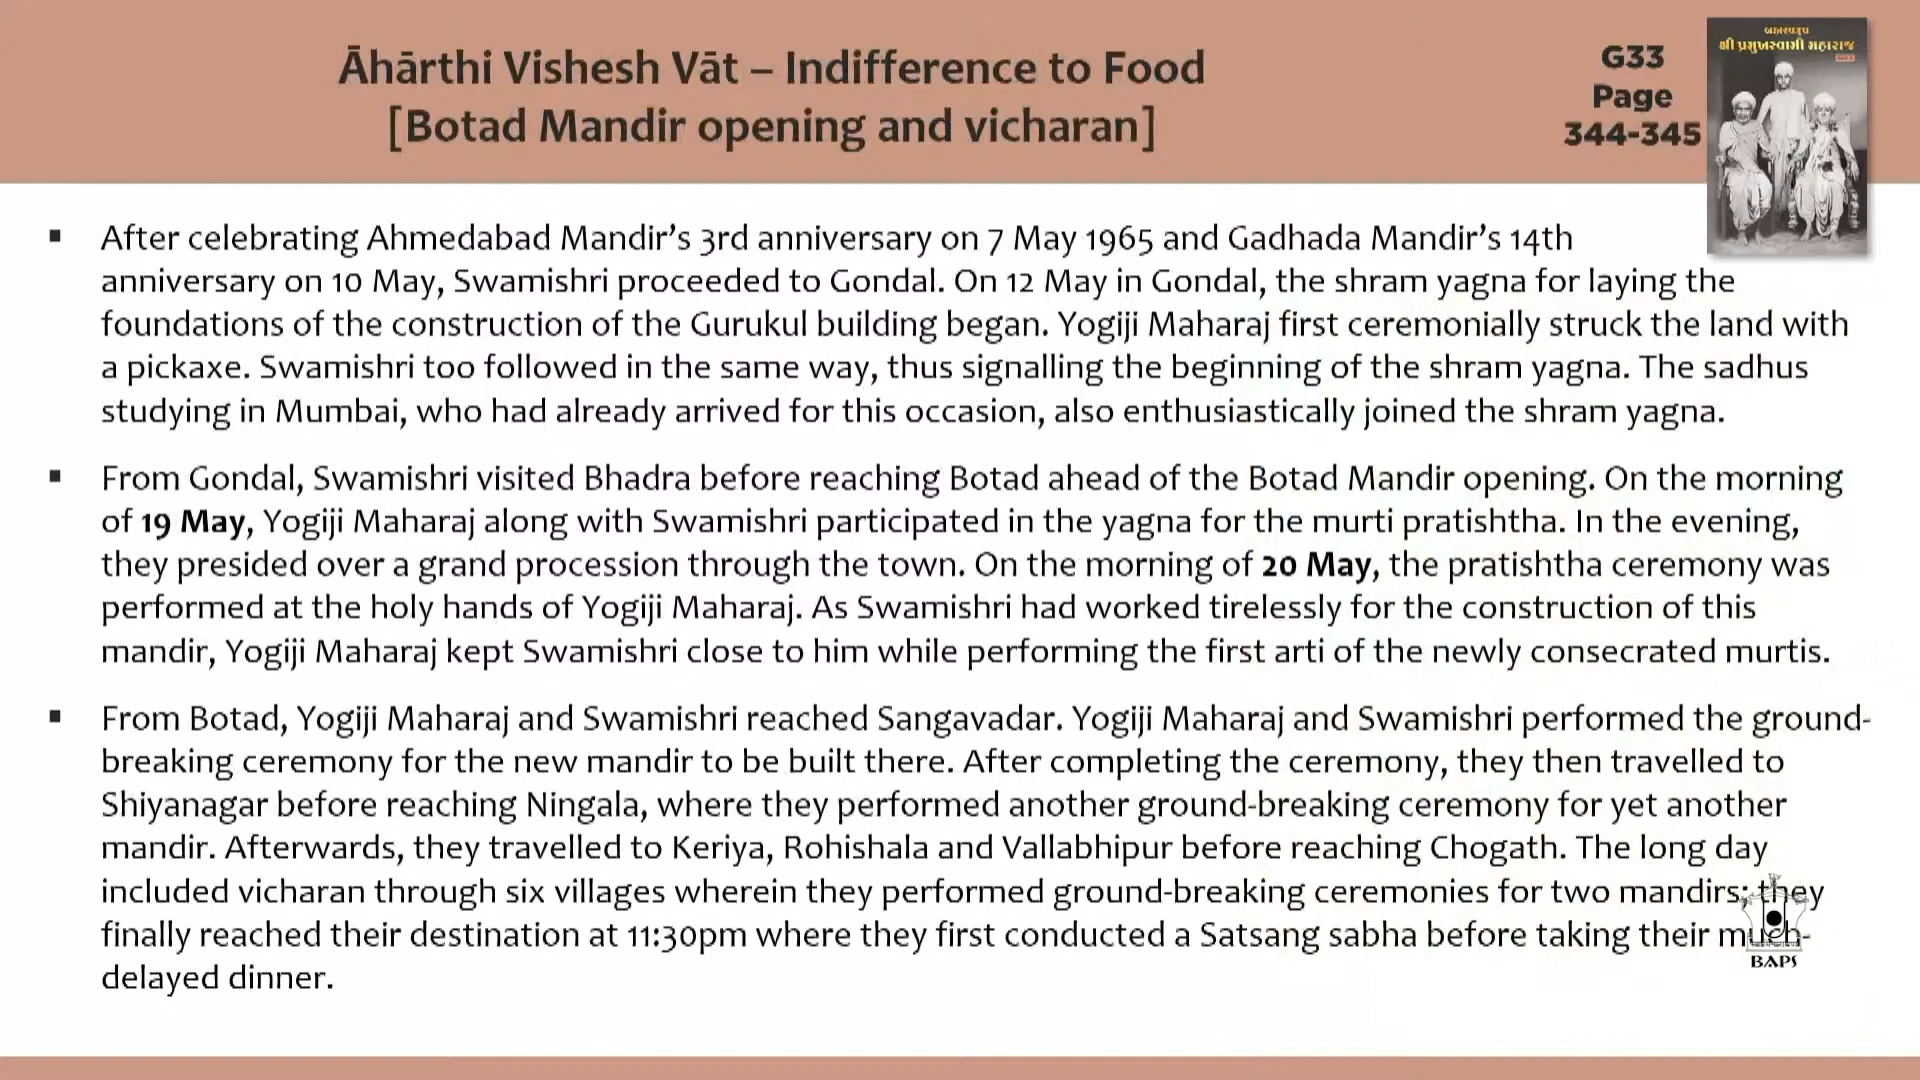 Āhārthi Vishesh Vāt – Indifference to Food
[Botad Mandir opening and vicharan]
G33
Page
344-345
બ્રહ્મસ્વરૂપ
શ્રી પ્રમુખસ્વામી મહારાજ
▪ After celebrating Ahmedabad Mandir’s 3rd anniversary on 7 May 1965 and Gadhada Mandir’s 14th
anniversary on 10 May, Swamishri proceeded to Gondal. On 12 May in Gondal, the shram yagna for laying the
foundations of the construction of the Gurukul building began. Yogiji Maharaj first ceremonially struck the land with
a pickaxe. Swamishri too followed in the same way, thus signalling the beginning of the shram yagna. The sadhus
studying in Mumbai, who had already arrived for this occasion, also enthusiastically joined the shram yagna.
▪ From Gondal, Swamishri visited Bhadra before reaching Botad ahead of the Botad Mandir opening. On the morning
of 19 May, Yogiji Maharaj along with Swamishri participated in the yagna for the murti pratishtha. In the evening,
they presided over a grand procession through the town. On the morning of 20 May, the pratishtha ceremony was
performed at the holy hands of Yogiji Maharaj. As Swamishri had worked tirelessly for the construction of this
mandir, Yogiji Maharaj kept Swamishri close to him while performing the first arti of the newly consecrated murtis.
▪ From Botad, Yogiji Maharaj and Swamishri reached Sangavadar. Yogiji Maharaj and Swamishri performed the ground-
breaking ceremony for the new mandir to be built there. After completing the ceremony, they then travelled to
Shiyanagar before reaching Ningala, where they performed another ground-breaking ceremony for yet another
mandir. Afterwards, they travelled to Keriya, Rohishala and Vallabhipur before reaching Chogath. The long day
included vicharan through six villages wherein they performed ground-breaking ceremonies for two mandirs; they
finally reached their destination at 11:30pm where they first conducted a Satsang sabha before taking their much-
delayed dinner.
BAPS